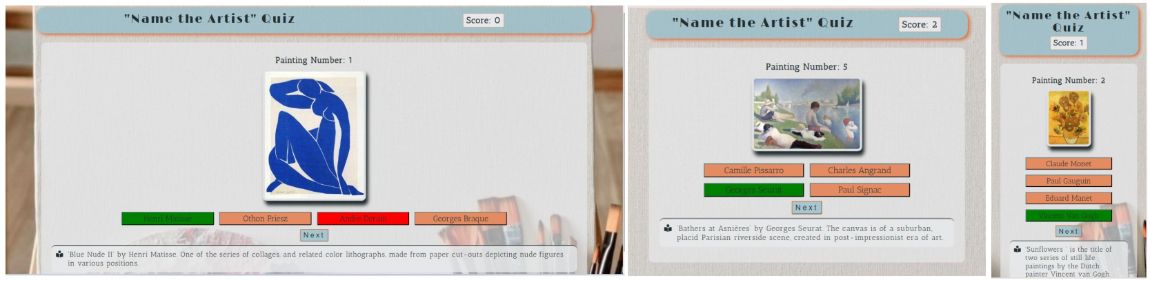 "Name the Artist" Quiz
Score: 0
Painting Number: 1
Henri Matisse
Othon Friesz
Andre Derain
Georges Braque
Next
'Blue Nude II' by Henri Matisse. One of the series of collages, and related color lithographs, made from paper cut-outs depicting nude figures
in various positions.
"Name the Artist" Quiz
Score: 2
Painting Number: 5
Camille Pissarro
Charles Angrand
Georges Seurat
Paul Signac
Next
'Bathers at Asnières' by Georges Seurat. The canvas is of a suburban,
placid Parisian riverside scene, created in post-impressionist era of art.
"Name the Artist"
Quiz
Score: 1
Painting Number: 2
Claude Monet
Paul Gauguin
Eduard Manet
Vincent Van Gogh
Next
'Sunflowers' is the title of
two series of still life
paintings by the Dutch
painter Vincent van Gogh